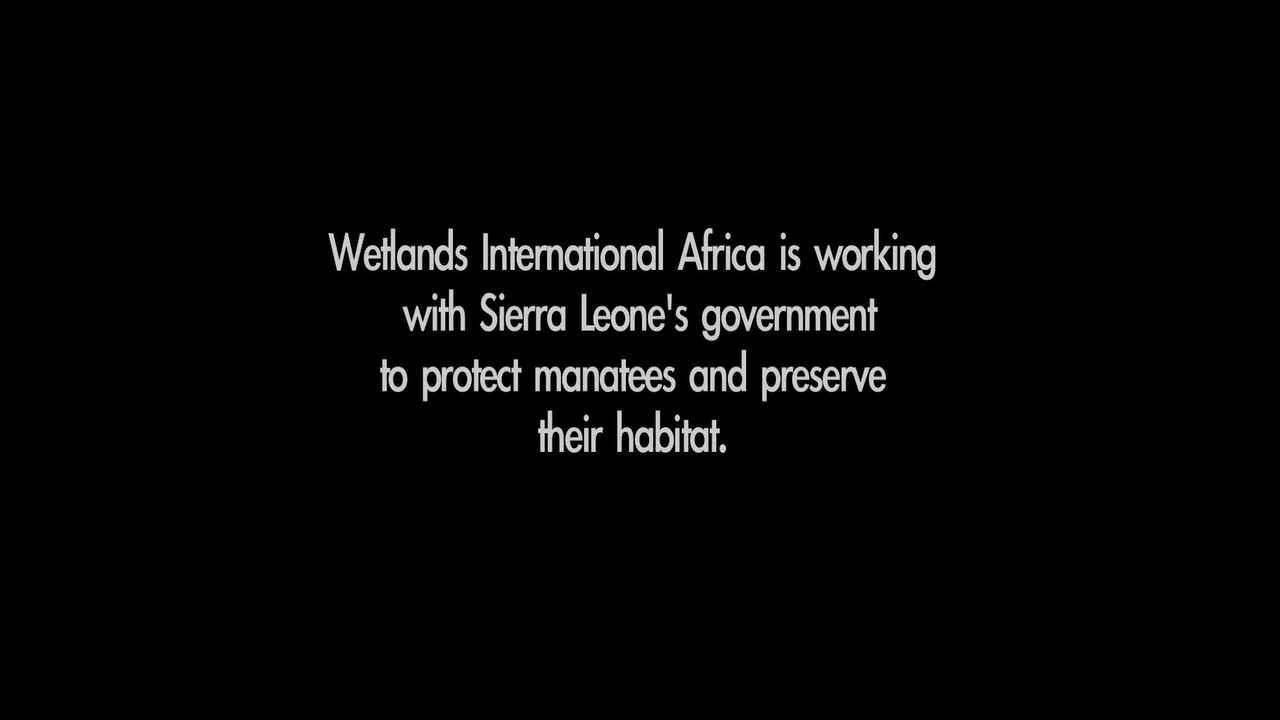 Wetlands International Africa is working
with Sierra Leone's government
to protect manatees and preserve
their habitat.